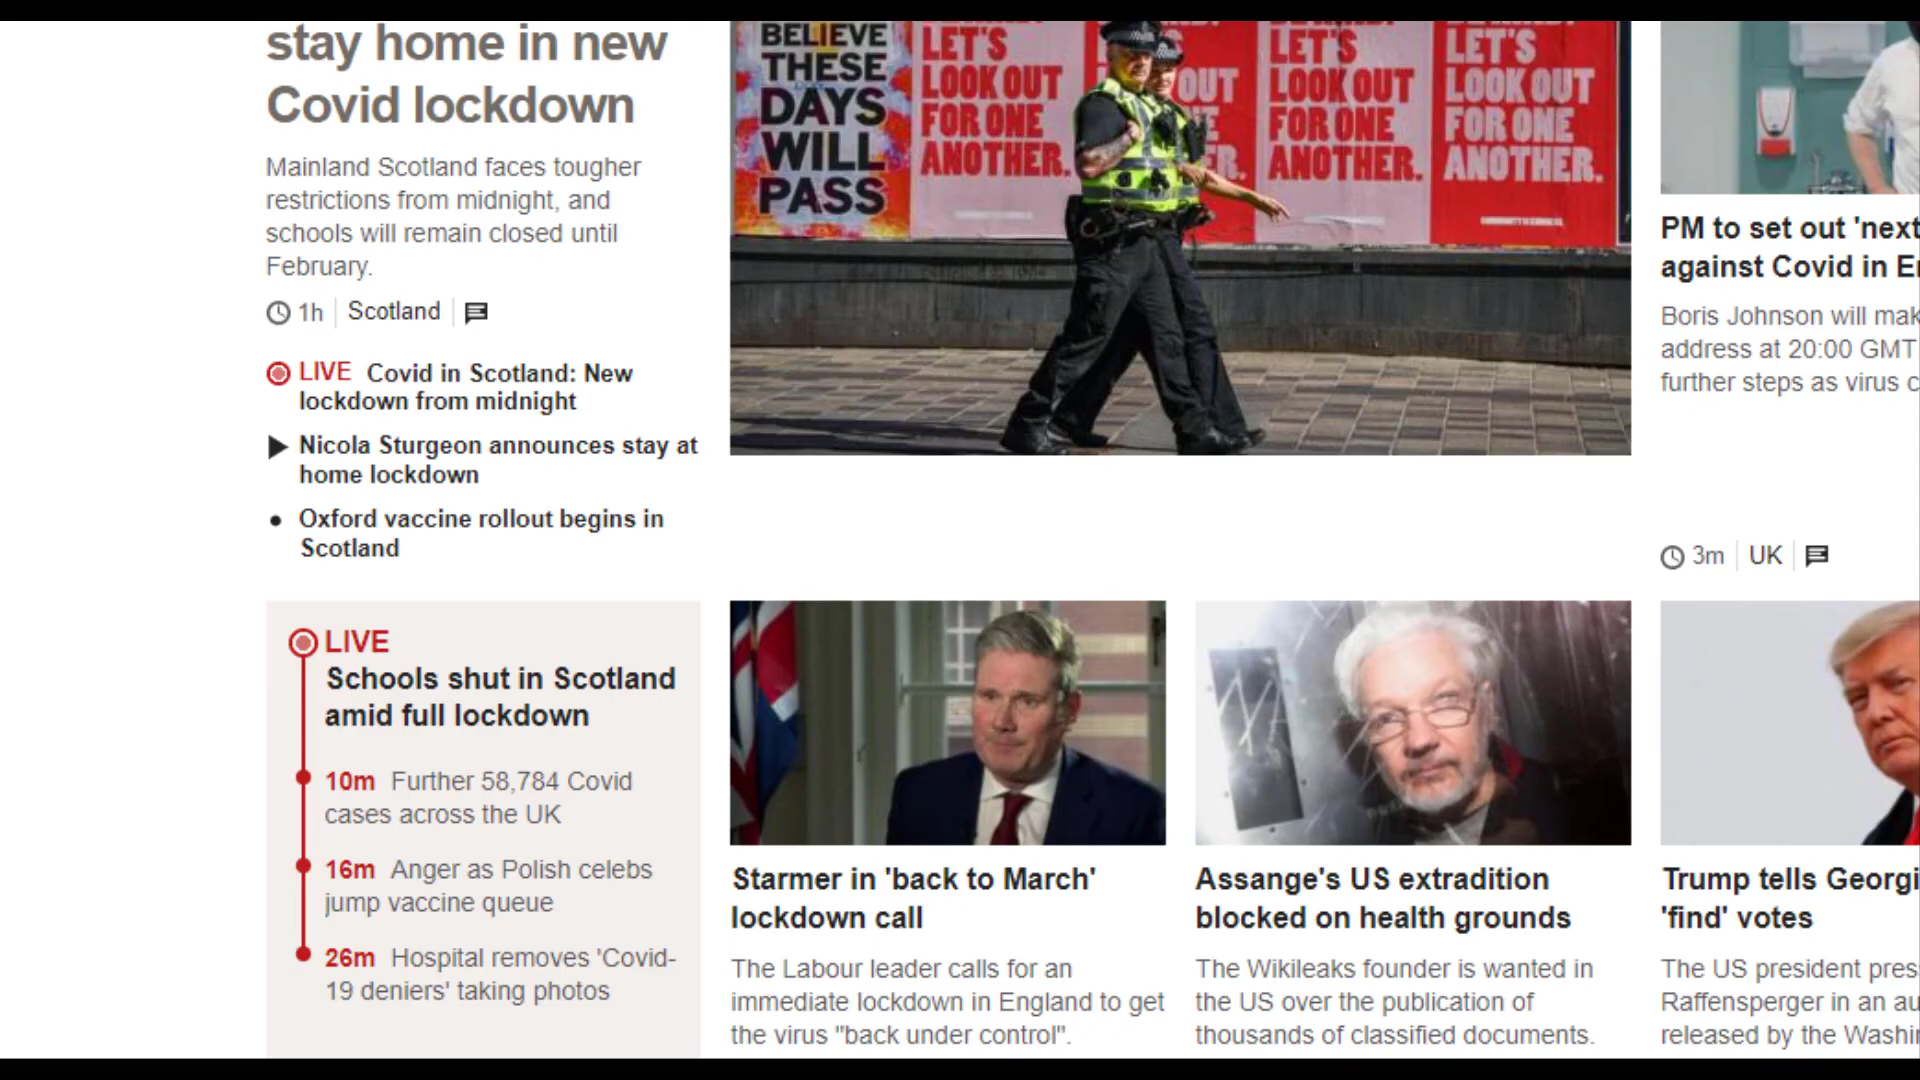 stay home in new
Covid lockdown
Mainland Scotland faces tougher
restrictions from midnight, and
schools will remain closed until
February.
1h Scotland
LIVE Covid in Scotland: New
lockdown from midnight
Nicola Sturgeon announces stay at
home lockdown
Oxford vaccine rollout begins in
Scotland
BELIEVE
THESE
DAYS
WILL
PASS
LET'S
LOOK OUT
FOR ONE
ANOTHER.
OUT
ER.
LET'S
LOOK OUT
FOR ONE
ANOTHER.
LET'S
LOOK OUT
FOR ONE
ANOTHER.
PM to set out 'next
against Covid in E
Boris Johnson will mak
address at 20:00 GMT
further steps as virus c
3m UK
LIVE
Schools shut in Scotland
amid full lockdown
10m Further 58,784 Covid
cases across the UK
16m Anger as Polish celebs
jump vaccine queue
26m Hospital removes 'Covid-
19 deniers' taking photos
Starmer in 'back to March'
lockdown call
The Labour leader calls for an
immediate lockdown in England to get
the virus "back under control".
Assange's US extradition
blocked on health grounds
The Wikileaks founder is wanted in
the US over the publication of
thousands of classified documents.
Trump tells Georgi
'find' votes
The US president pres
Raffensperger in an au
released by the Washi